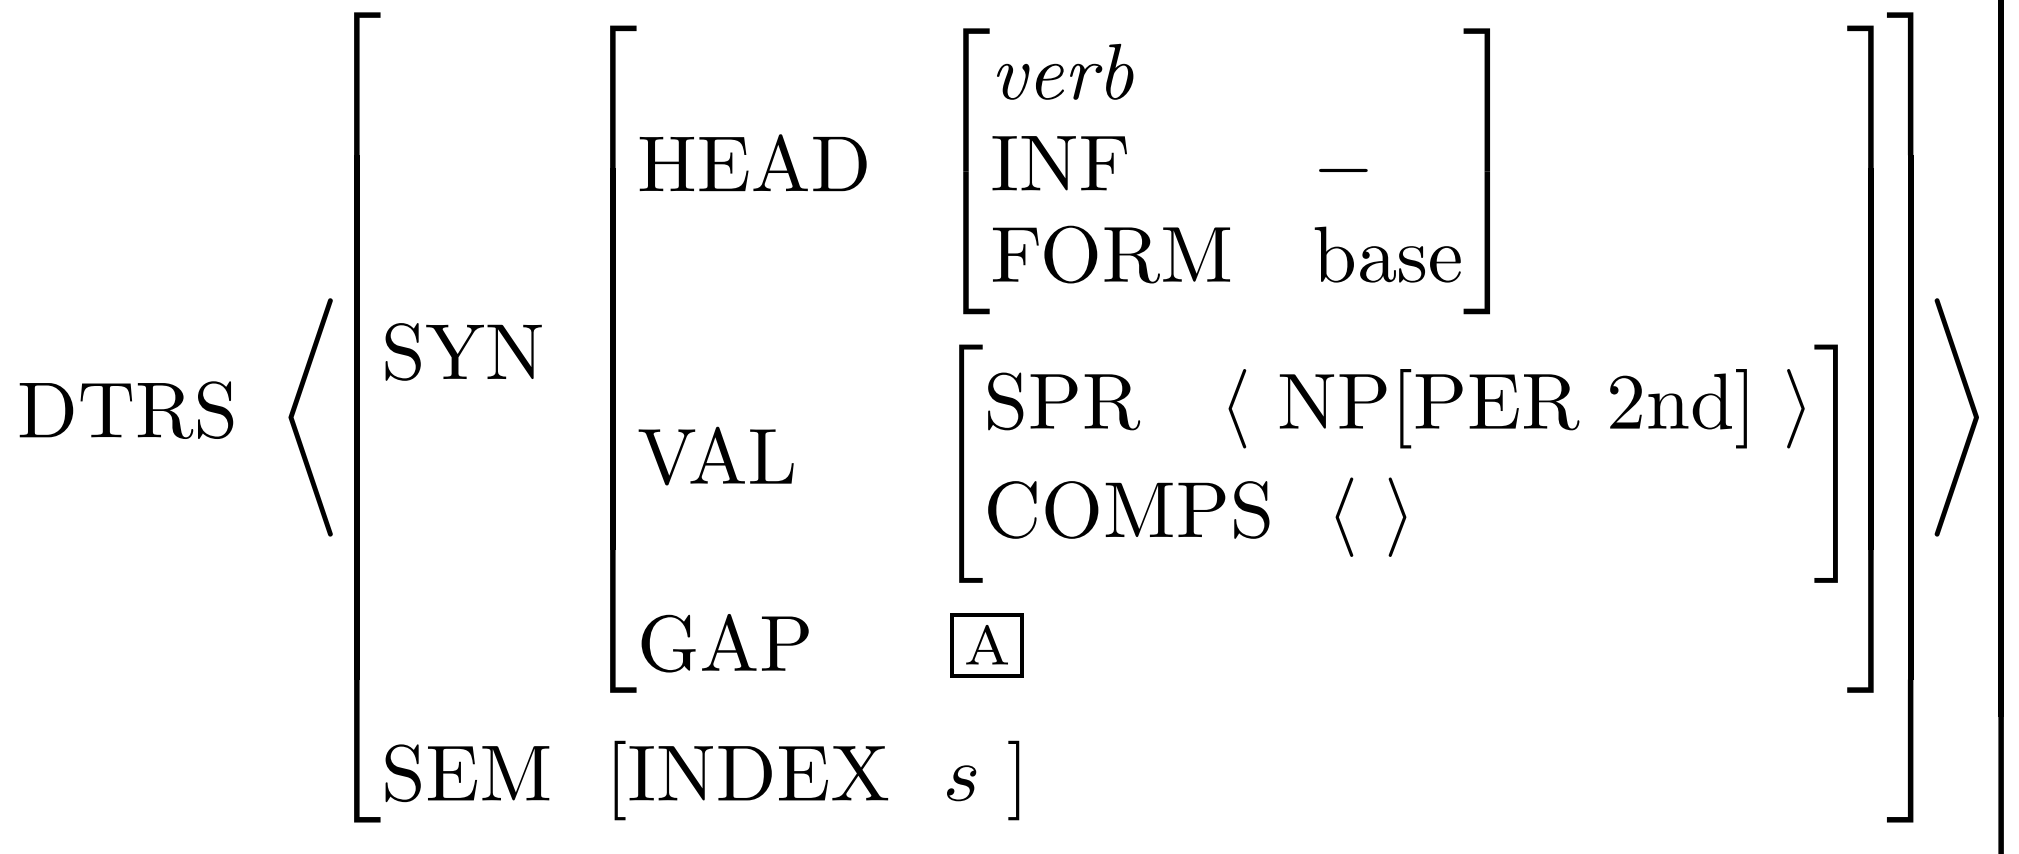 verb
HEAD INF –
FORM base
SYN
DTRS ⟨ SPR ⟨ NP[PER 2nd] ⟩ ⟩
VAL
COMPS ⟨ ⟩
GAP A
SEM [INDEX s ]